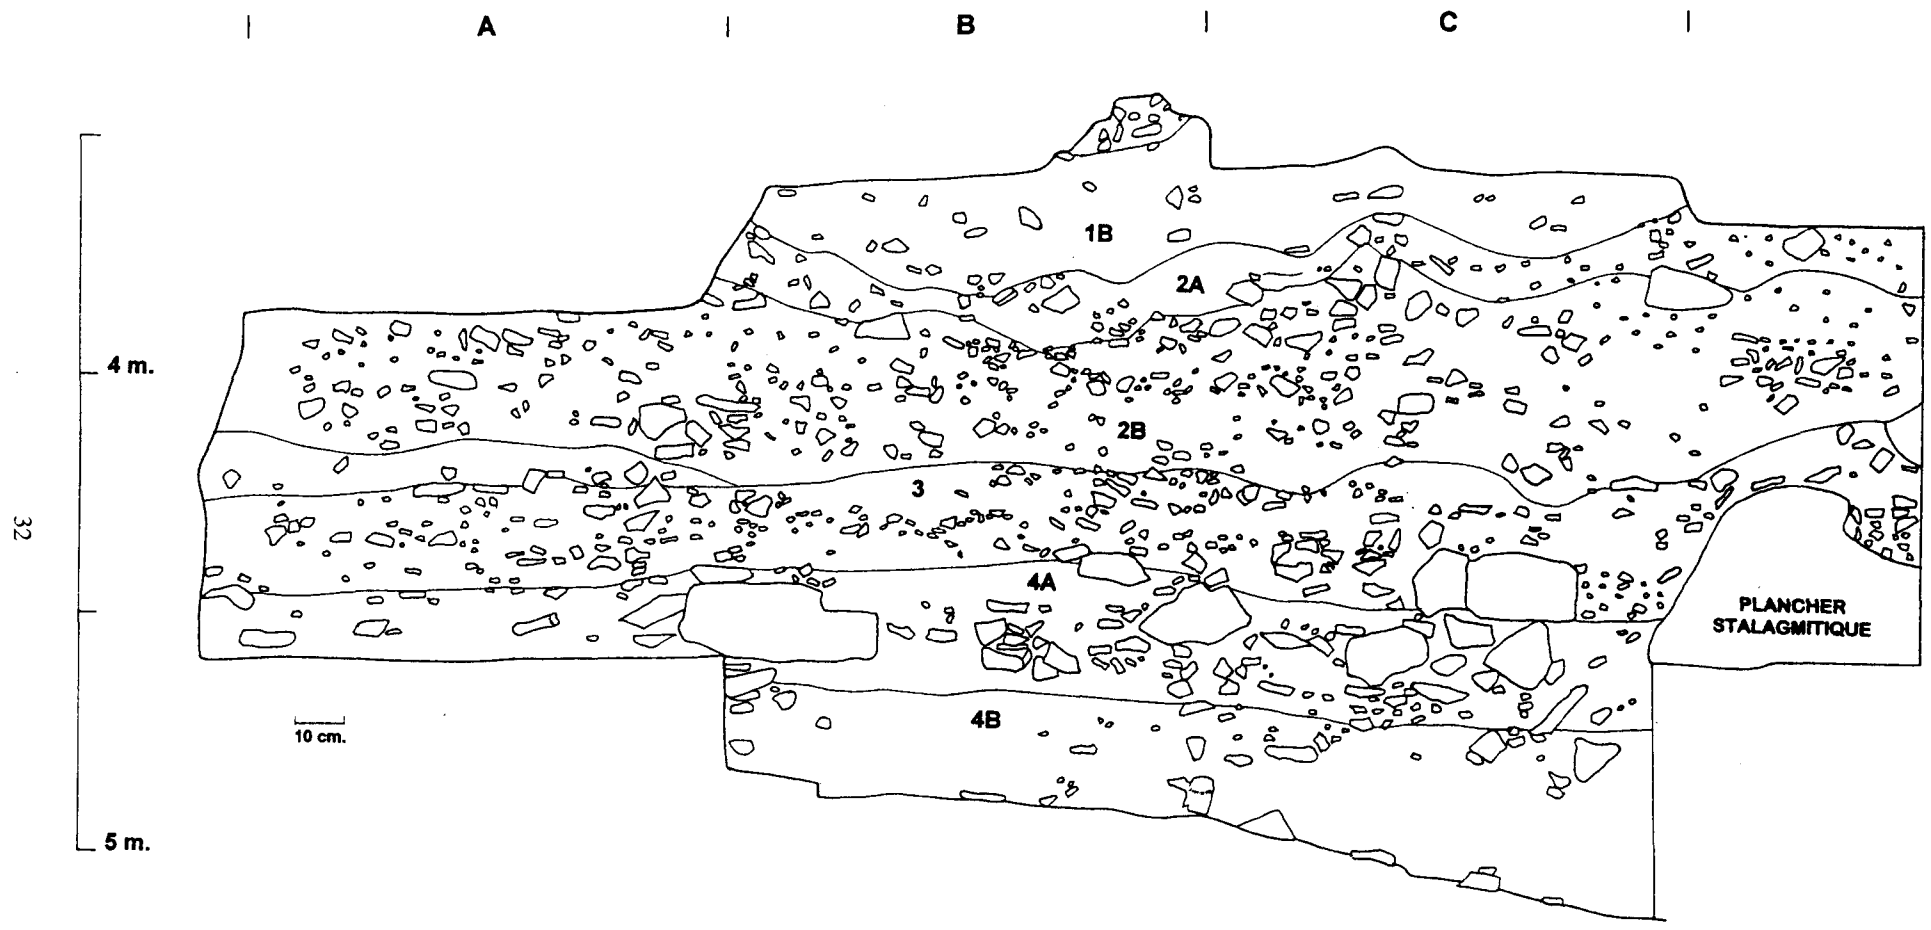 A B C
1B
2A
4 m.
2B
3
32
4A
PLANCHER
STALAGMITIQUE
4B
10 cm.
5 m.